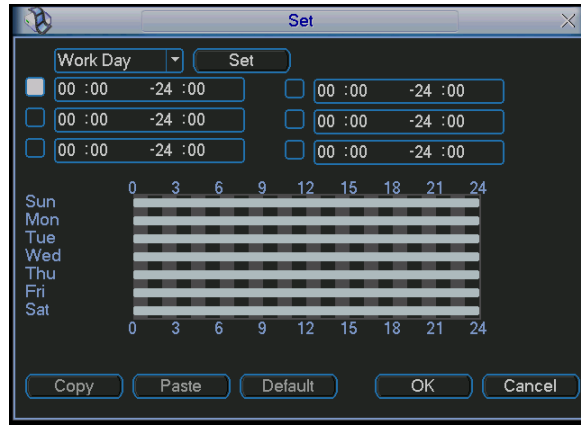 Set
Work Day Set
00 :00 -24 :00 00 :00 -24 :00
00 :00 -24 :00 00 :00 -24 :00
00 :00 -24 :00 00 :00 -24 :00
0 3 6 9 12 15 18 21 24
Sun
Mon
Tue
Wed
Thu
Fri
Sat
0 3 6 9 12 15 18 21 24
Copy Paste Default OK Cancel